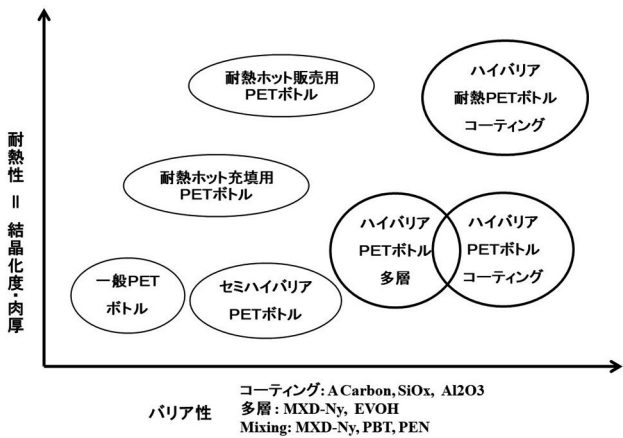 耐熱性 ＝ 結晶化度・肉厚
耐熱ホット販売用
PETボトル
ハイバリア
耐熱PETボトル
コーティング
耐熱ホット充填用
PETボトル
ハイバリア
PETボトル
多層
ハイバリア
PETボトル
コーティング
一般PET
ボトル
セミハイバリア
PETボトル
バリア性
コーティング: A Carbon, SiOx, Al2O3
多層 : MXD-Ny, EVOH
Mixing: MXD-Ny, PBT, PEN